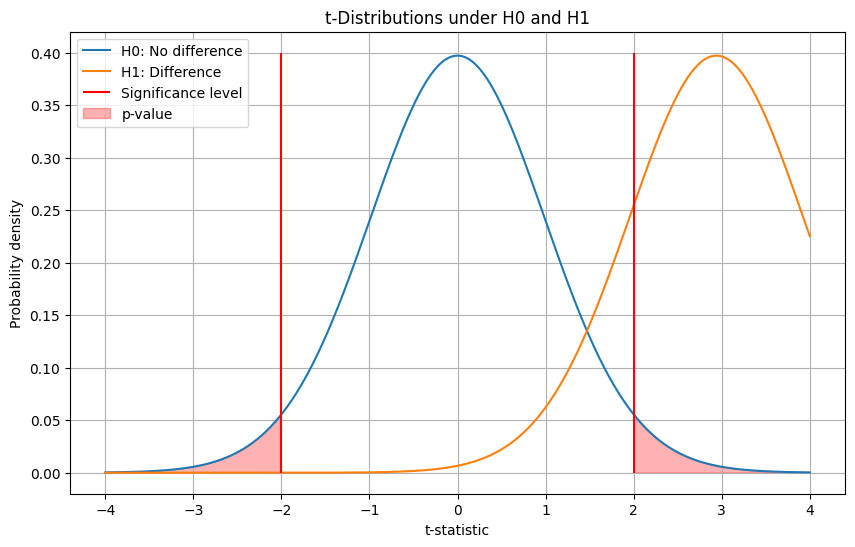 t-Distributions under H0 and H1
H0: No difference
H1: Difference
Significance level
p-value
Probability density
0.40
0.35
0.30
0.25
0.20
0.15
0.10
0.05
0.00
−4 −3 −2 −1 0 1 2 3 4
t-statistic